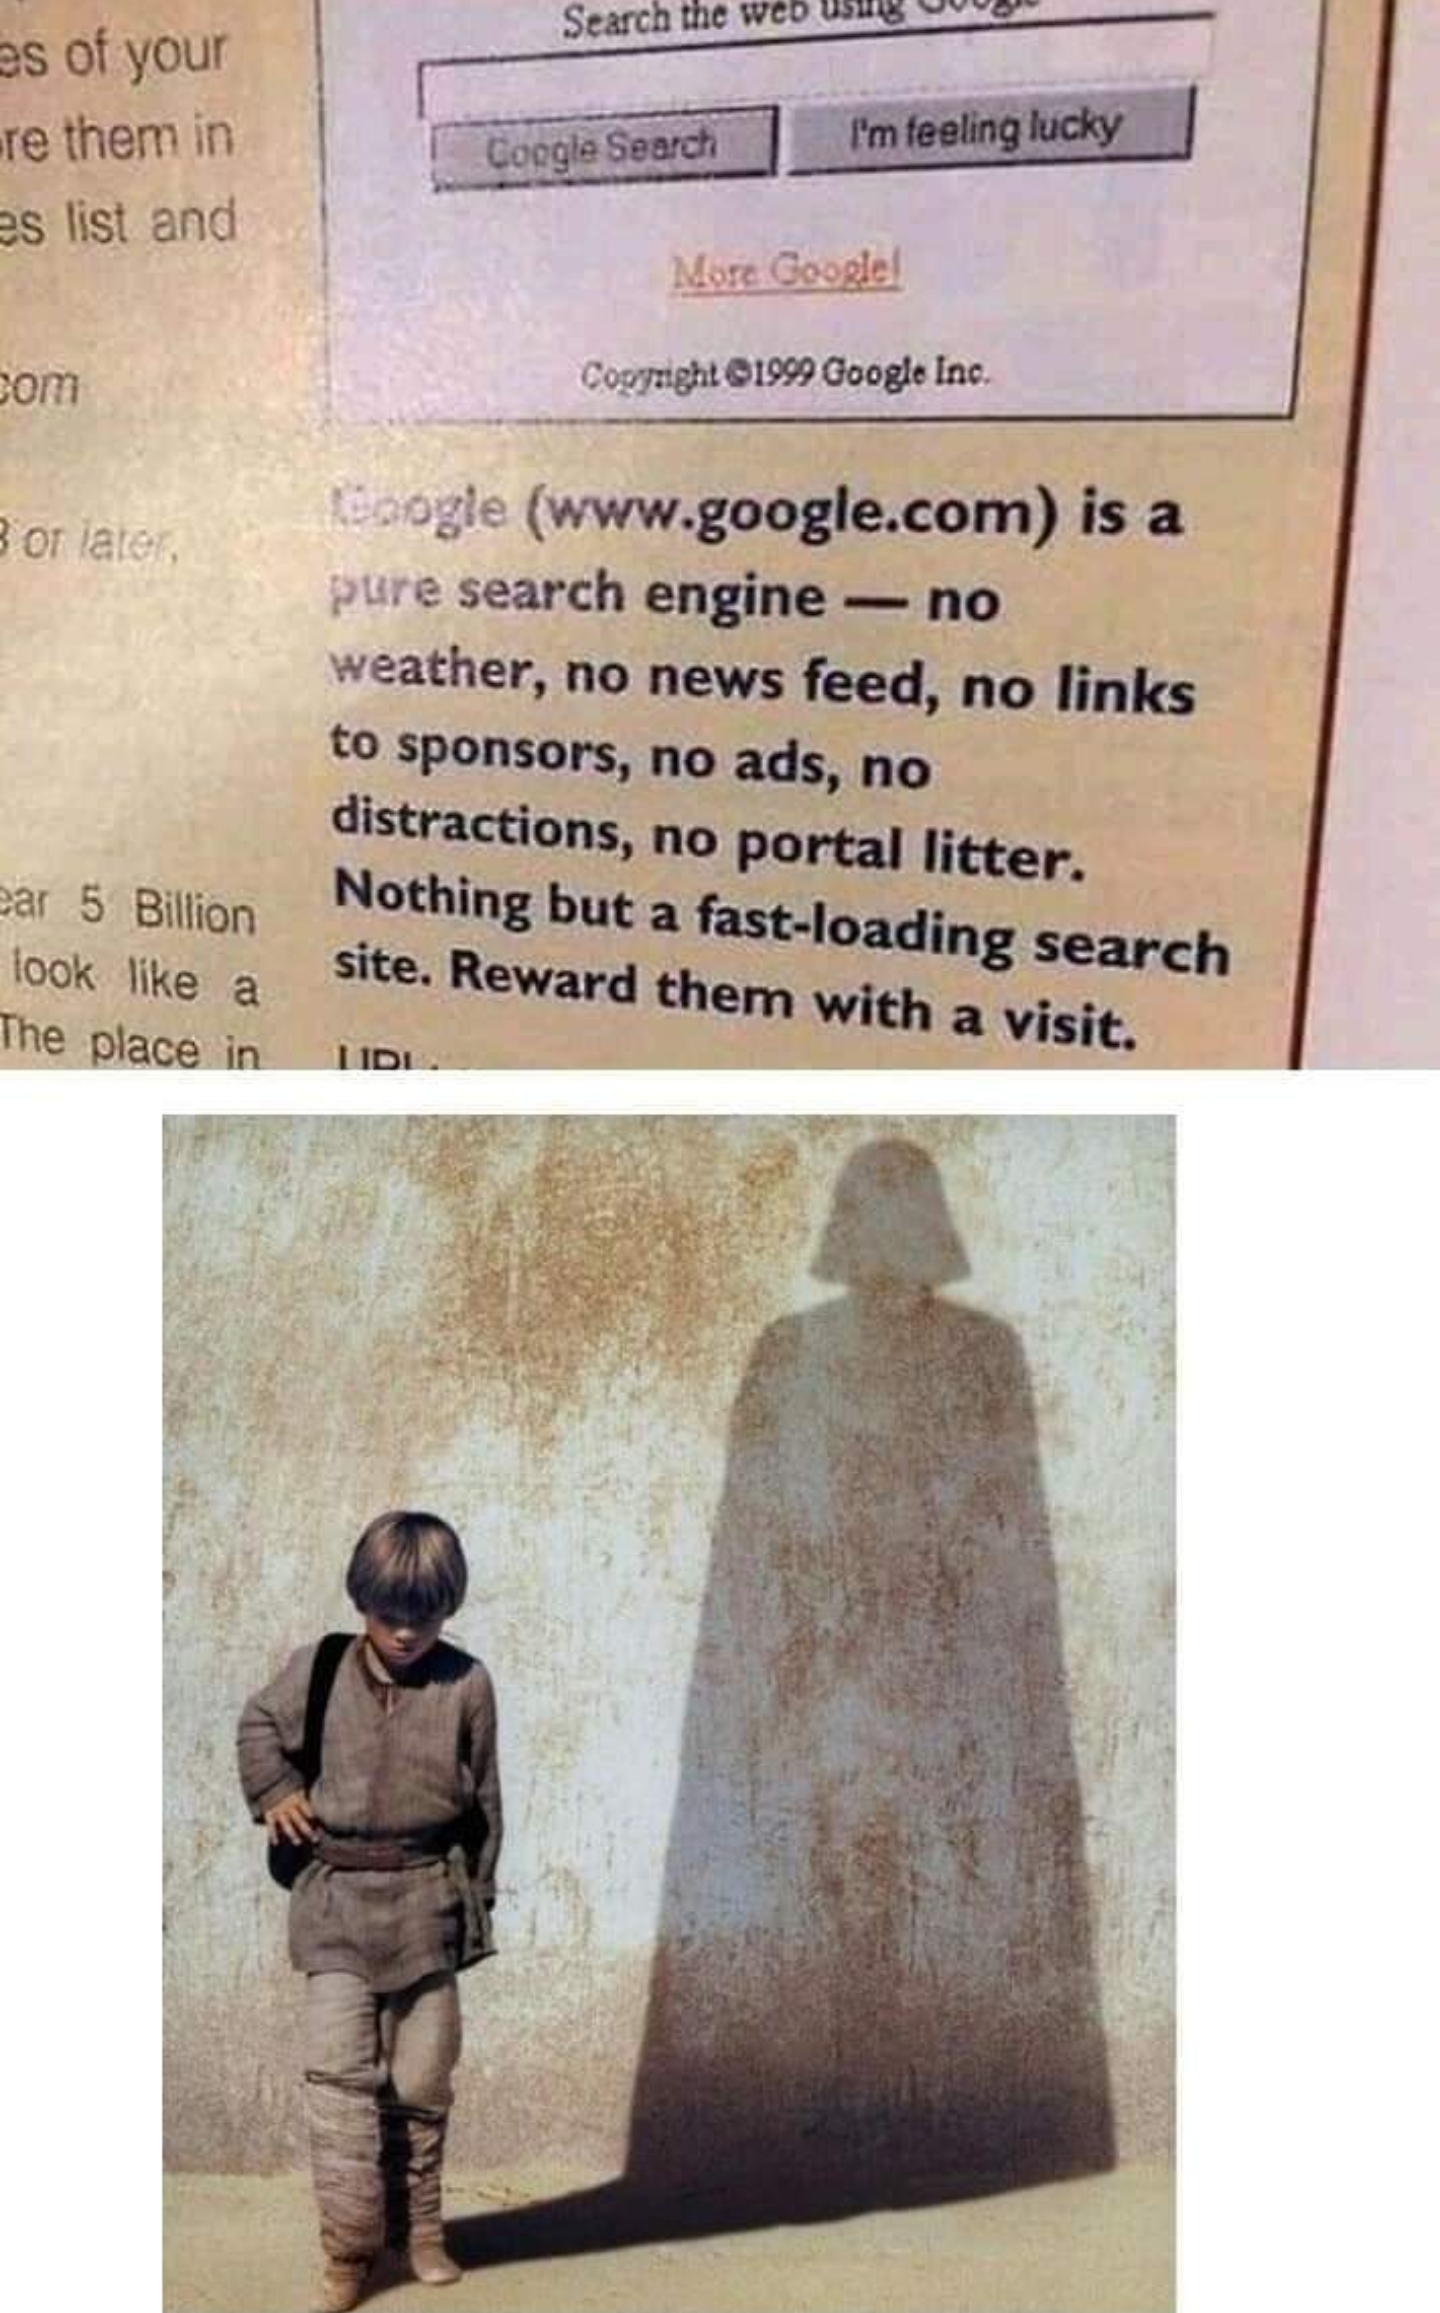 es of your
re them in
es list and
com
or later,
ear 5 Billion
look like a
The place in
Search the web using Google
Google Search
I'm feeling lucky
More Google!
Copyright ©1999 Google Inc.
Google (www.google.com) is a
pure search engine — no
weather, no news feed, no links
to sponsors, no ads, no
distractions, no portal litter.
Nothing but a fast-loading search
site. Reward them with a visit.
URL: